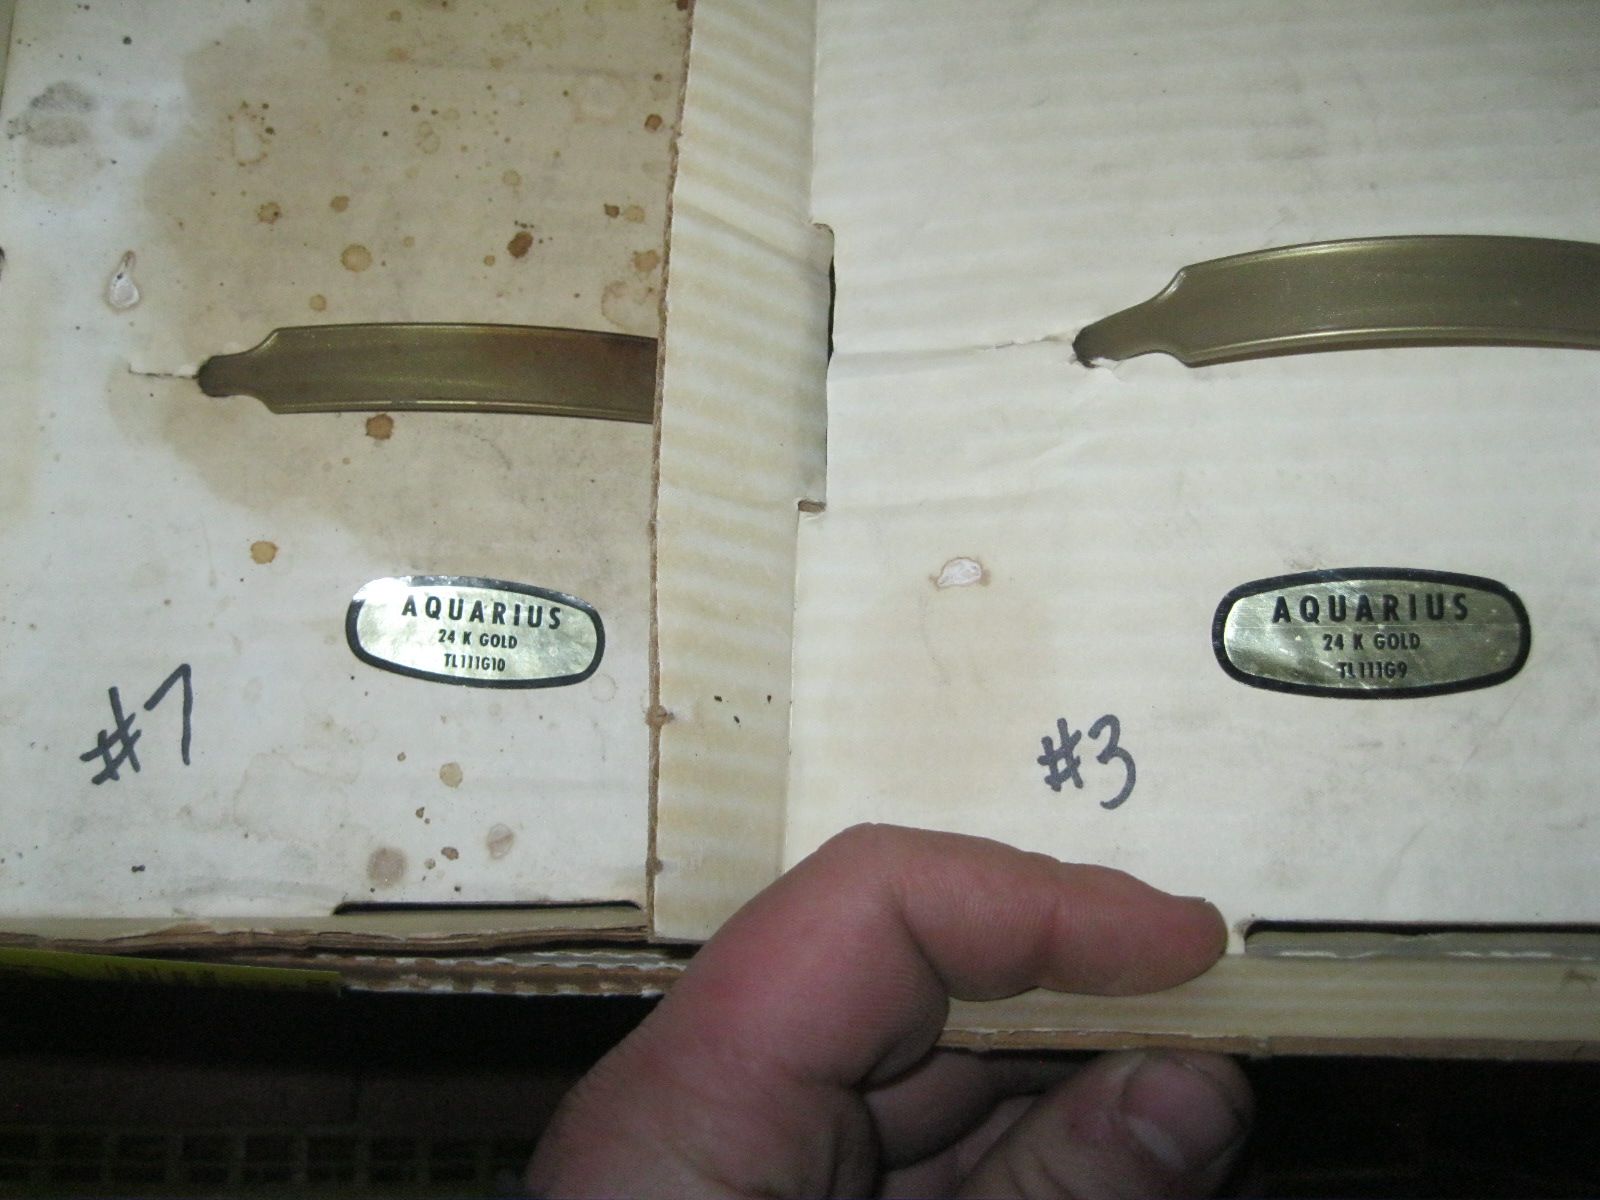 AQUARIUS
24 K GOLD
TL111G10
#7
AQUARIUS
24 K GOLD
TL111G9
#3